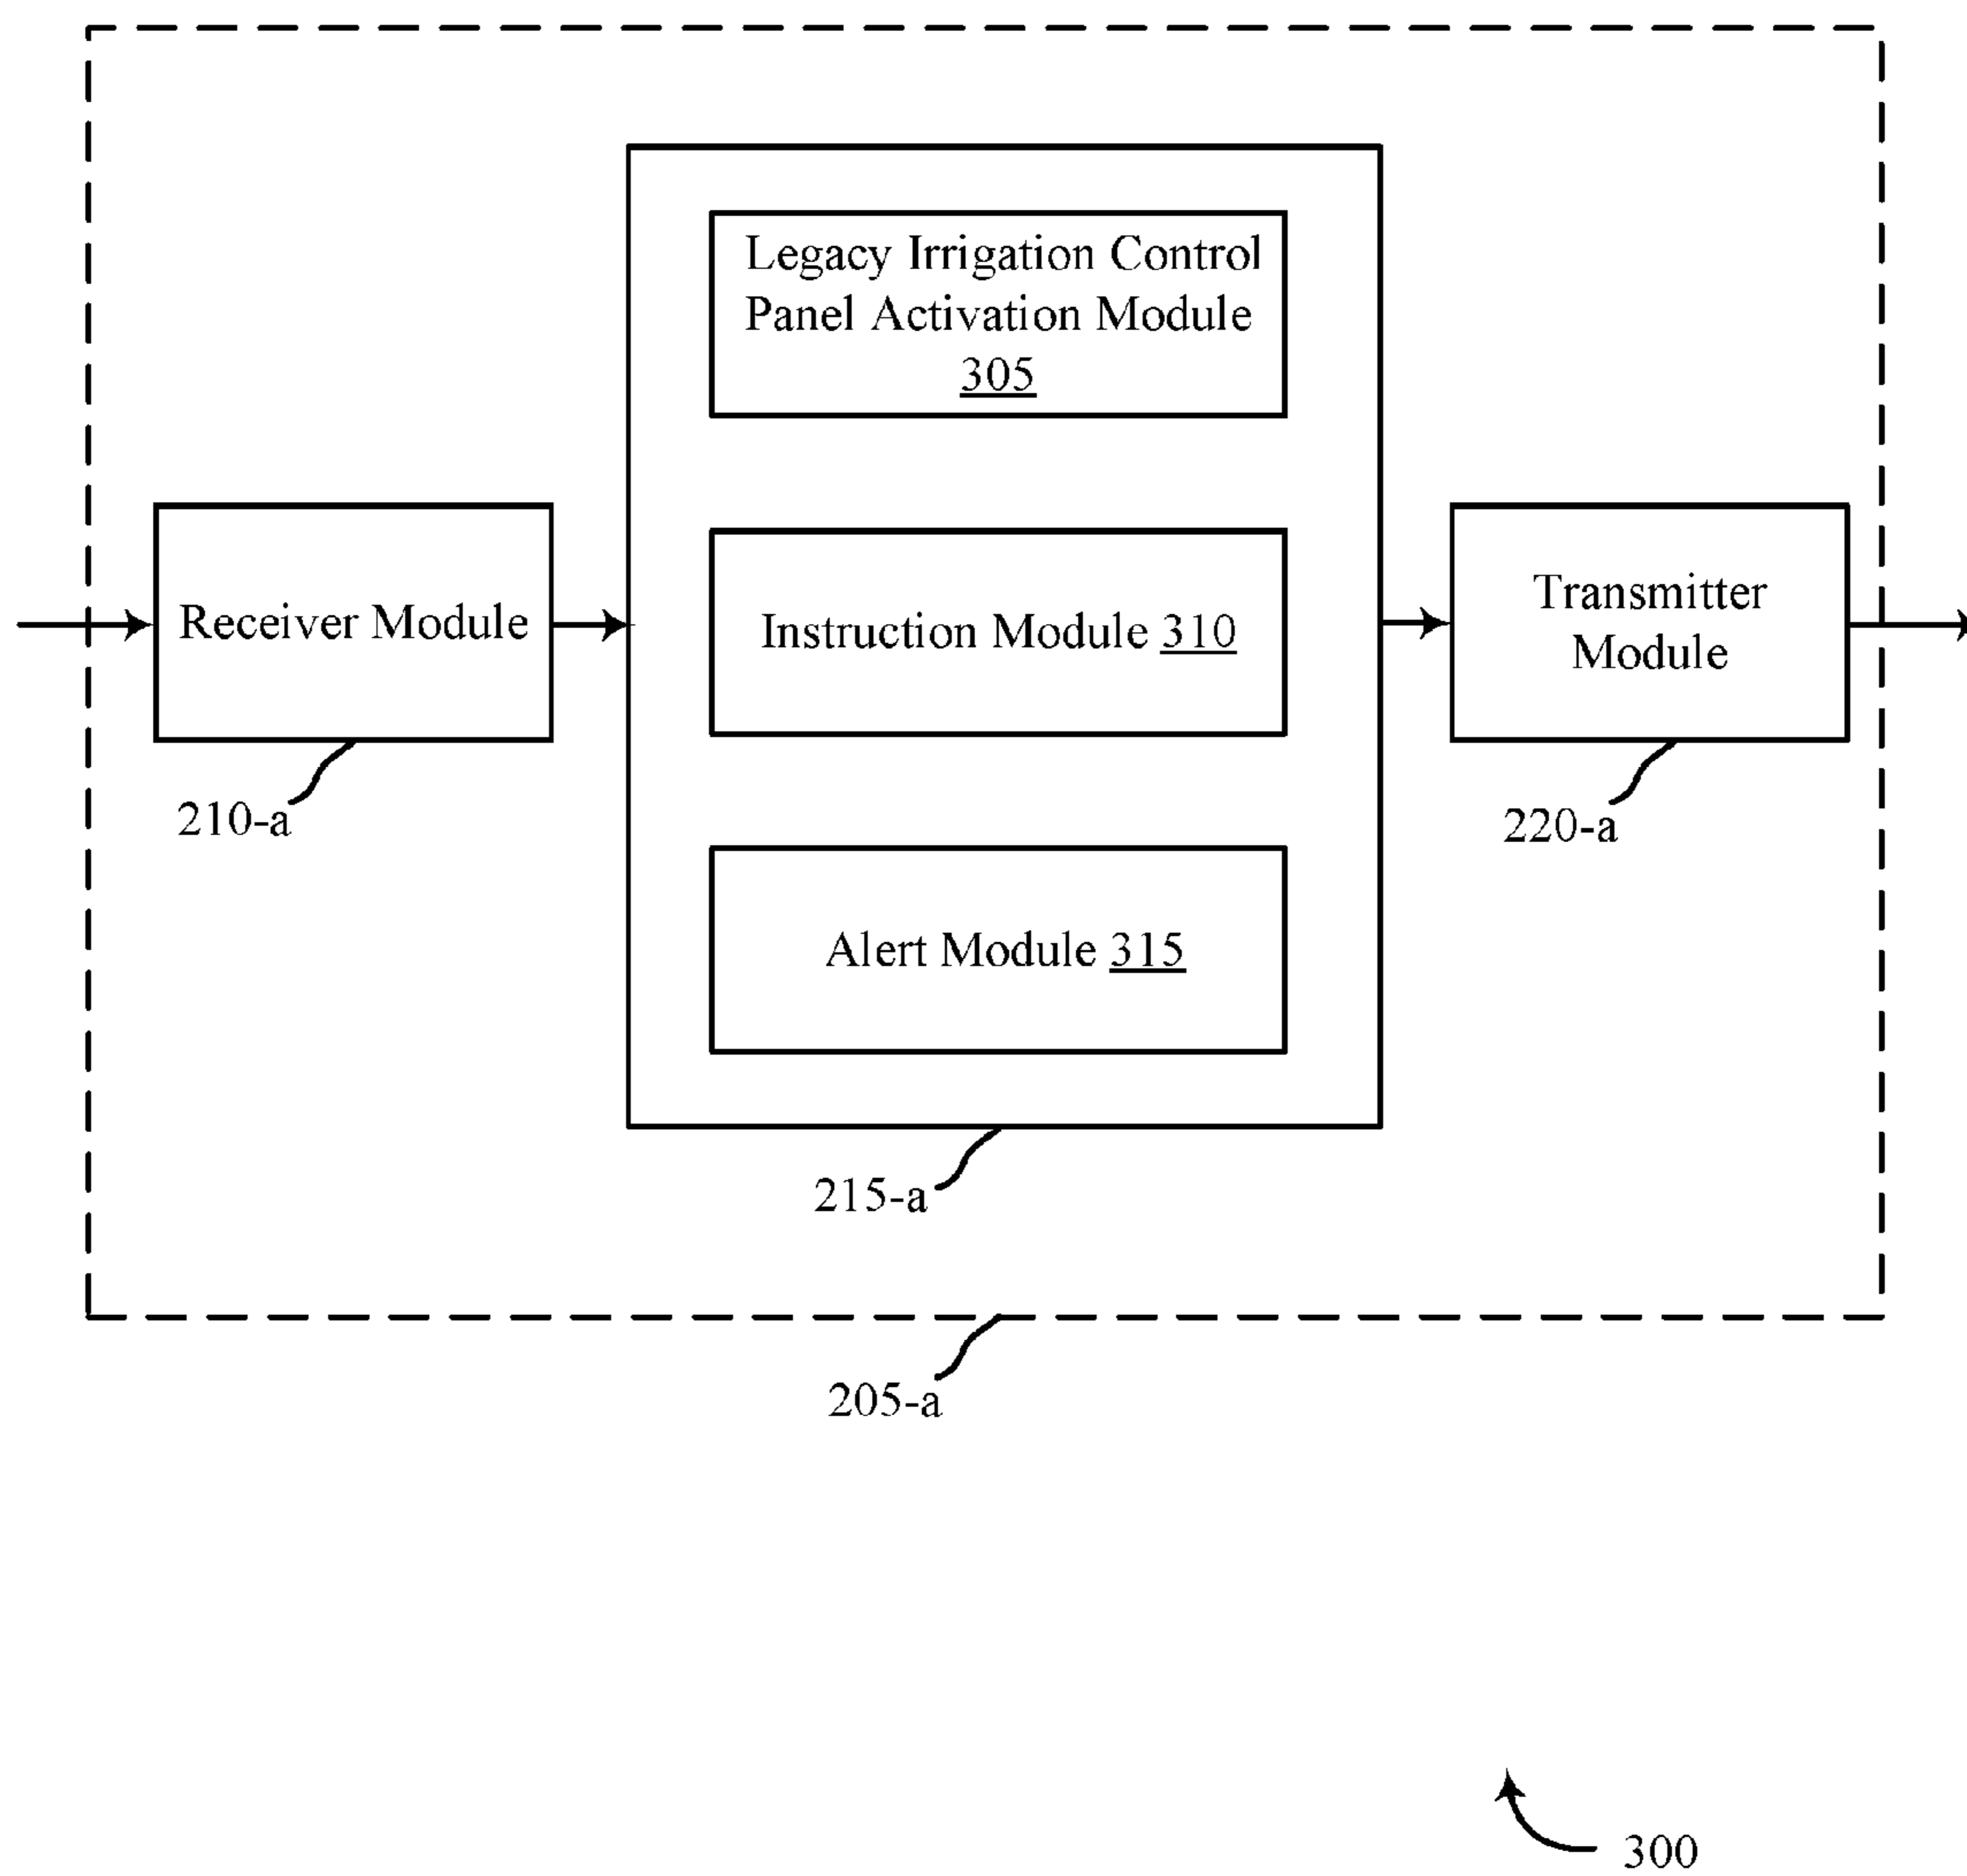 Legacy Irrigation Control
Panel Activation Module
305
Receiver Module
Instruction Module 310
Transmitter
Module
210-a
220-a
Alert Module 315
215-a
205-a
300